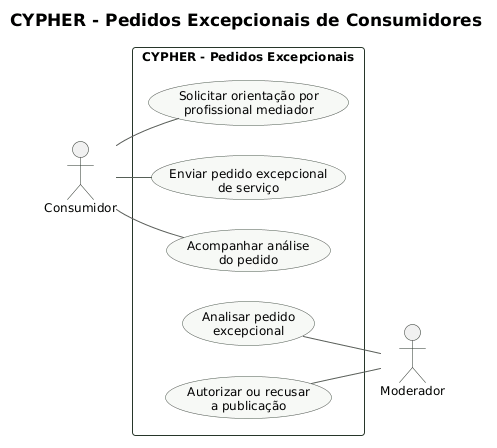 CYPHER - Pedidos Excepcionais de Consumidores
CYPHER - Pedidos Excepcionais
Solicitar orientação por
profissional mediador
Enviar pedido excepcional
de serviço
Consumidor
Acompanhar análise
do pedido
Analisar pedido
excepcional
Autorizar ou recusar
a publicação
Moderador